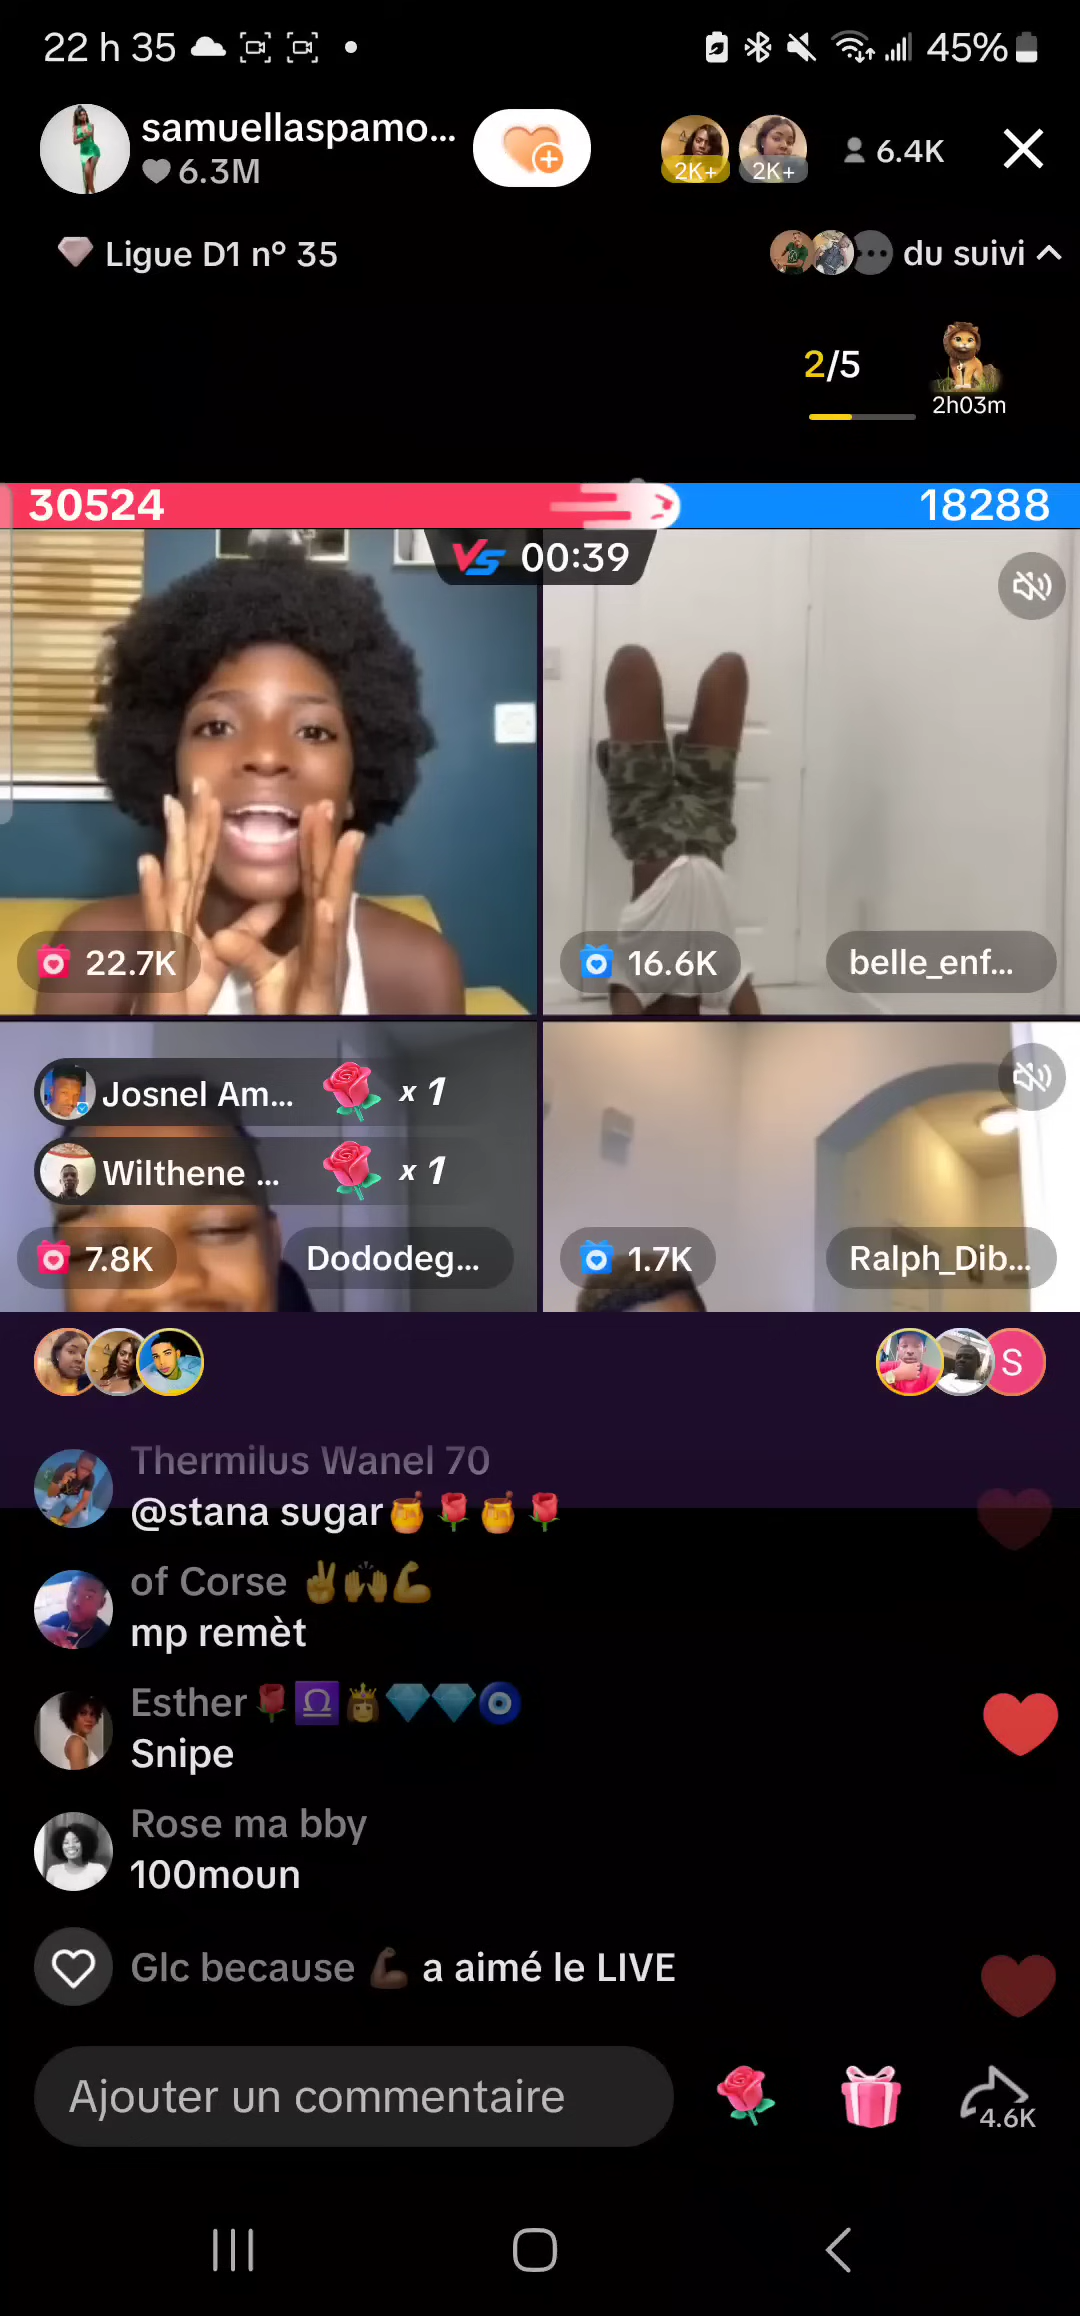 22 h 35
45%
samuellaspamo...
6.3M
2K+
2K+
6.4K
Ligue D1 nº 35
du suivi
2/5
2h03m
30524
18288
VS 00:39
22.7K
16.6K
belle_enf...
Josnel Am... x 1
Wilthene ... x 1
7.8K
Dododeg...
1.7K
Ralph_Dib...
S
Thermilus Wanel 70
@stana sugar🍯🌹🍯🌹
of Corse ✌️🙌💪
mp remèt
Esther🌹♎👸💎💎🧿
Snipe
Rose ma bby
100moun
Glc because 💪🏿 a aimé le LIVE
Ajouter un commentaire
4.6K